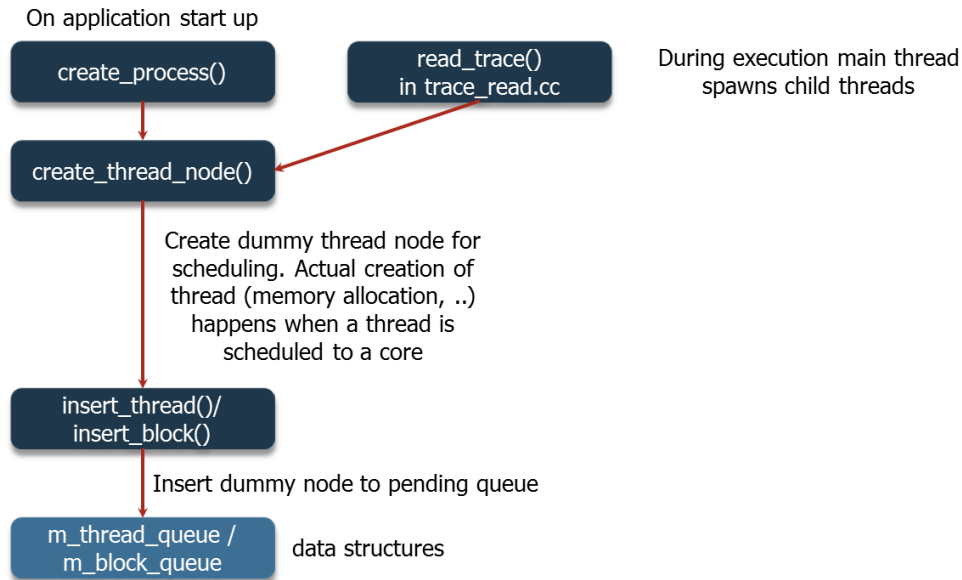 On application start up
create_process()
read_trace()
in trace_read.cc
During execution main thread
spawns child threads
create_thread_node()
Create dummy thread node for
scheduling. Actual creation of
thread (memory allocation, ..)
happens when a thread is
scheduled to a core
insert_thread()/
insert_block()
Insert dummy node to pending queue
m_thread_queue /
m_block_queue
data structures